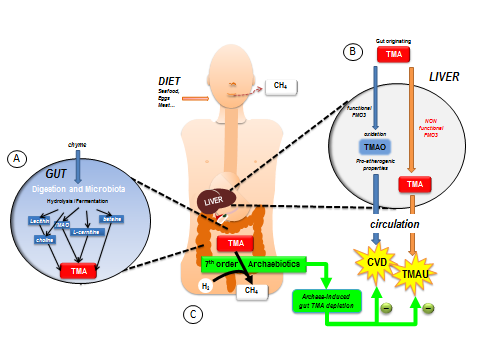 DIET
Seafood,
Eggs
Meat…
CH4
A
chyme
GUT
Digestion and Microbiota
Hydrolysis / Fermentation
Lecithin
TMAO
betaine
choline
L-carnitine
TMA
LIVER
TMA
7th order Archaebiotics
H2
CH4
C
B
Gut originating
TMA
LIVER
functional
FMO3
NON
functional
FMO3
oxidation
TMAO
Pro-atherogenic
properties
TMA
circulation
CVD
TMAU
Archaea-induced
gut TMA depletion